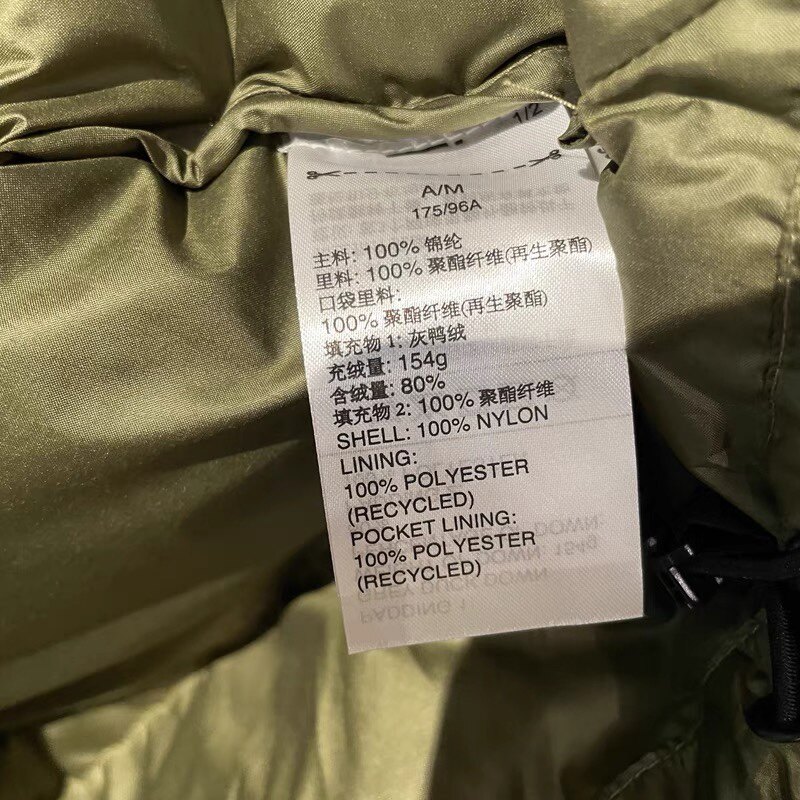 1/2
A/M
175/96A
主料: 100% 锦纶
里料: 100% 聚酯纤维(再生聚酯)
口袋里料:
100% 聚酯纤维(再生聚酯)
填充物 1: 灰鸭绒
充绒量: 154g
含绒量: 80%
填充物 2: 100% 聚酯纤维
SHELL: 100% NYLON
LINING:
100% POLYESTER
(RECYCLED)
POCKET LINING:
100% POLYESTER
(RECYCLED)